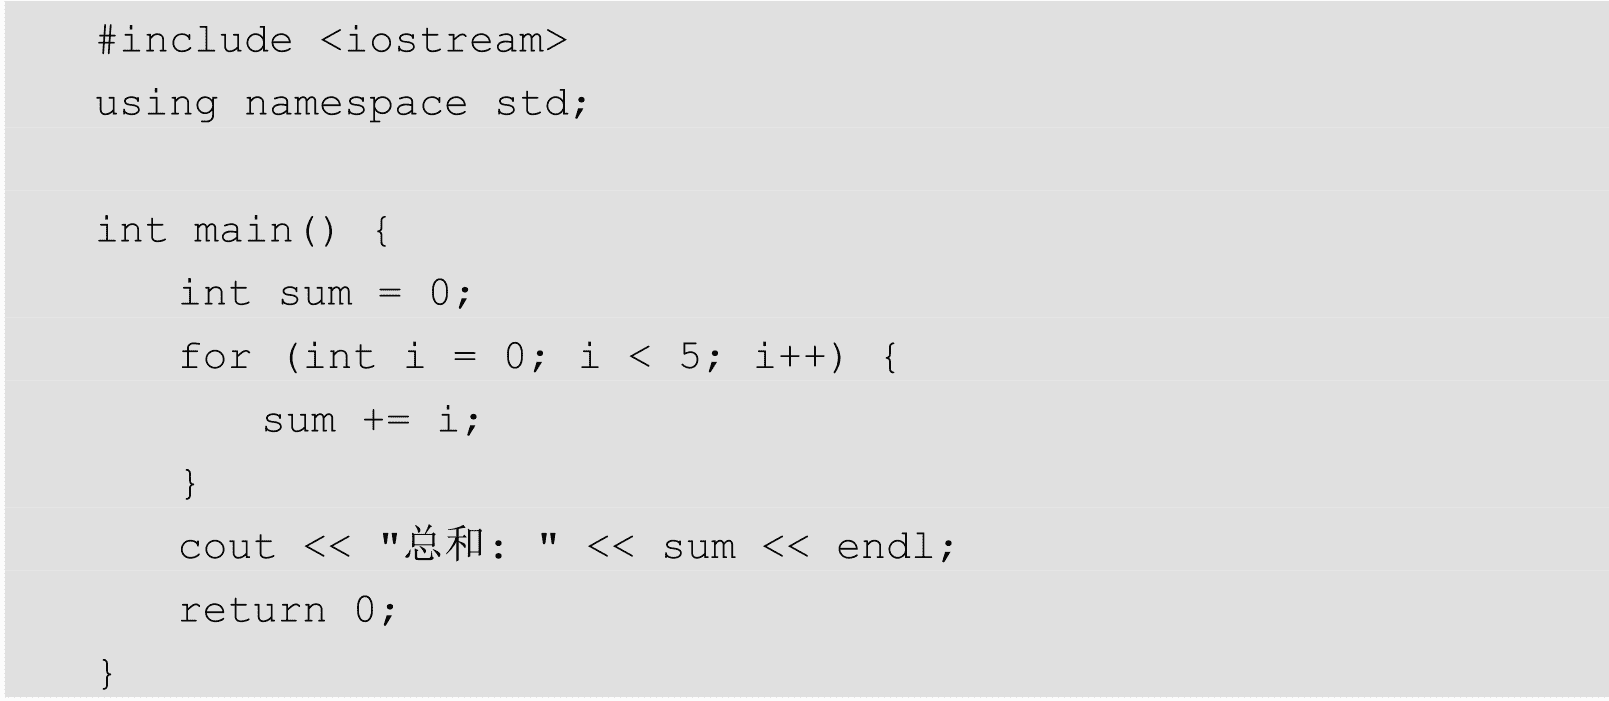 #include <iostream>
using namespace std;
int main() {
int sum = 0;
for (int i = 0; i < 5; i++) {
sum += i;
}
cout << "总和: " << sum << endl;
return 0;
}